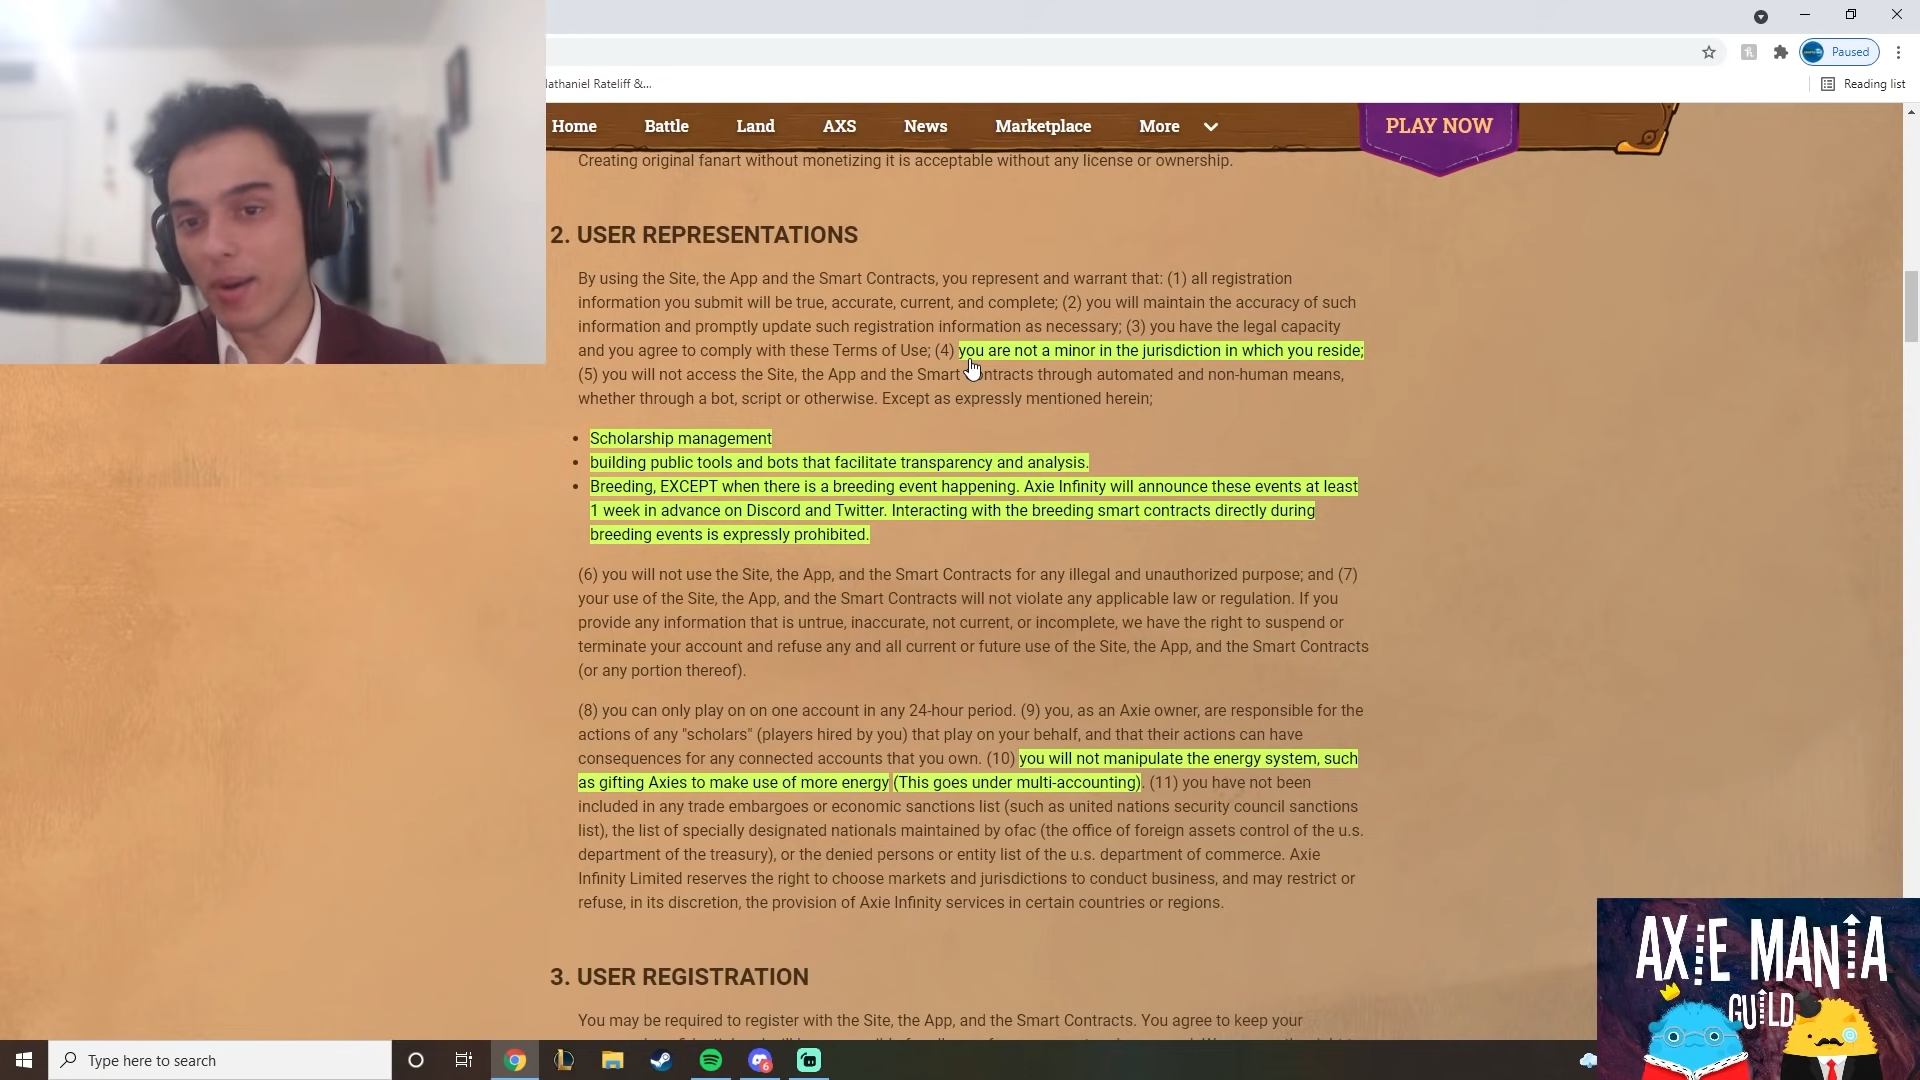 Paused
Nathaniel Rateliff &...
Reading list
Home Battle Land AXS News Marketplace More PLAY NOW
Creating original fanart without monetizing it is acceptable without any license or ownership.
2. USER REPRESENTATIONS
By using the Site, the App and the Smart Contracts, you represent and warrant that: (1) all registration
information you submit will be true, accurate, current, and complete; (2) you will maintain the accuracy of such
information and promptly update such registration information as necessary; (3) you have the legal capacity
and you agree to comply with these Terms of Use; (4) you are not a minor in the jurisdiction in which you reside;
(5) you will not access the Site, the App and the Smart Contracts through automated and non-human means,
whether through a bot, script or otherwise. Except as expressly mentioned herein;
• Scholarship management
• building public tools and bots that facilitate transparency and analysis.
• Breeding, EXCEPT when there is a breeding event happening. Axie Infinity will announce these events at least
1 week in advance on Discord and Twitter. Interacting with the breeding smart contracts directly during
breeding events is expressly prohibited.
(6) you will not use the Site, the App, and the Smart Contracts for any illegal and unauthorized purpose; and (7)
your use of the Site, the App, and the Smart Contracts will not violate any applicable law or regulation. If you
provide any information that is untrue, inaccurate, not current, or incomplete, we have the right to suspend or
terminate your account and refuse any and all current or future use of the Site, the App, and the Smart Contracts
(or any portion thereof).
(8) you can only play on on one account in any 24-hour period. (9) you, as an Axie owner, are responsible for the
actions of any "scholars" (players hired by you) that play on your behalf, and that their actions can have
consequences for any connected accounts that you own. (10) you will not manipulate the energy system, such
as gifting Axies to make use of more energy (This goes under multi-accounting). (11) you have not been
included in any trade embargoes or economic sanctions list (such as united nations security council sanctions
list), the list of specially designated nationals maintained by ofac (the office of foreign assets control of the u.s.
department of the treasury), or the denied persons or entity list of the u.s. department of commerce. Axie
Infinity Limited reserves the right to choose markets and jurisdictions to conduct business, and may restrict or
refuse, in its discretion, the provision of Axie Infinity services in certain countries or regions.
3. USER REGISTRATION
You may be required to register with the Site, the App, and the Smart Contracts. You agree to keep your
AXIE MANIA
GUILD
Type here to search
6